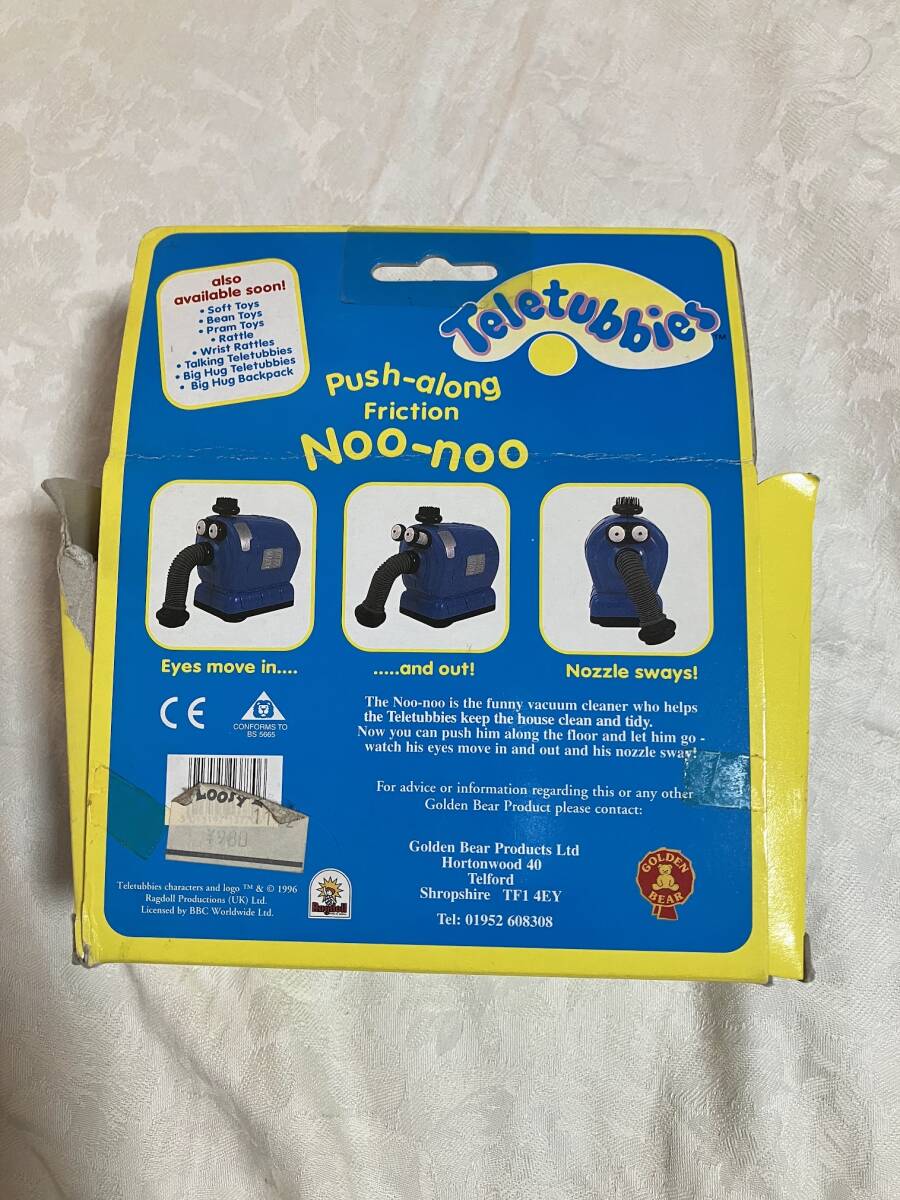 also
available soon!
• Soft Toys
• Bean Toys
• Pram Toys
• Rattle
• Wrist Rattles
• Talking Teletubbies
• Big Hug Teletubbies
• Big Hug Backpack
Teletubbies™
Push-along
Friction
Noo-noo
Eyes move in....
.....and out!
Nozzle sways!
CE
CONFORMS TO
BS 5665
The Noo-noo is the funny vacuum cleaner who helps
the Teletubbies keep the house clean and tidy.
Now you can push him along the floor and let him go -
watch his eyes move in and out and his nozzle sway!
For advice or information regarding this or any other
Golden Bear Product please contact:
Golden Bear Products Ltd
Hortonwood 40
Telford
Shropshire TF1 4EY
Tel: 01952 608308
GOLDEN
BEAR
¥980
Teletubbies characters and logo ™ & © 1996
Ragdoll Productions (UK) Ltd.
Licensed by BBC Worldwide Ltd.
Ragdoll